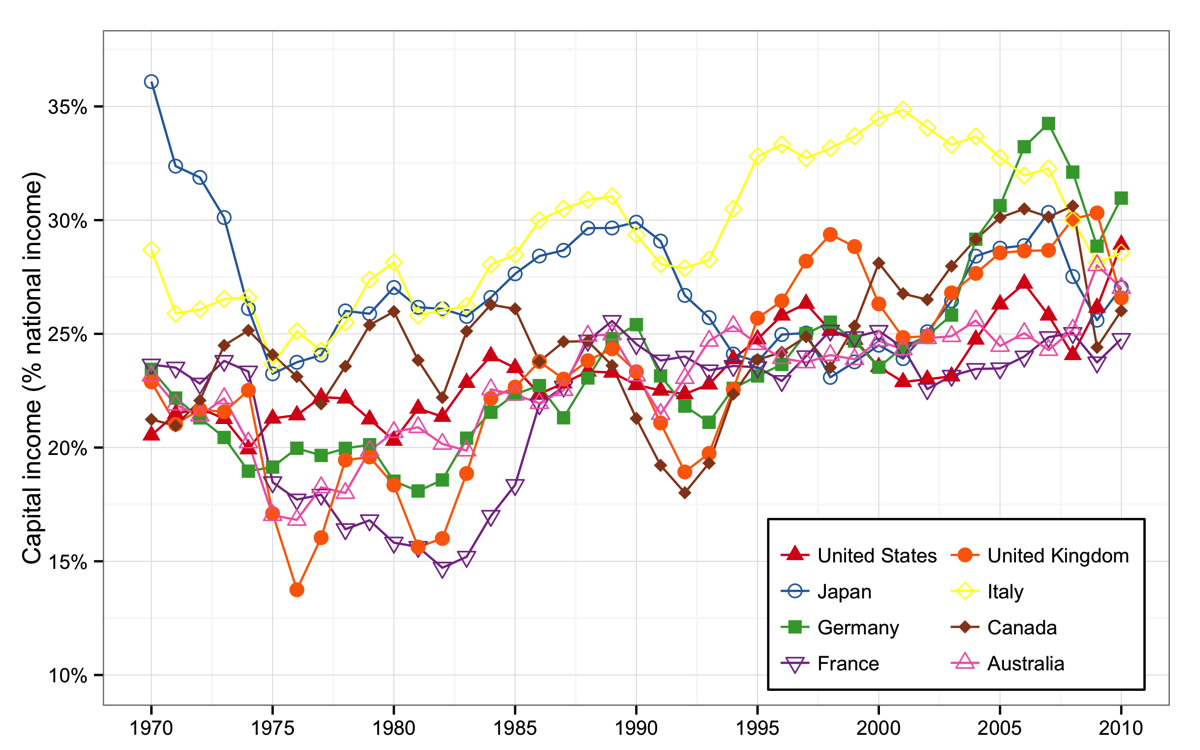 Capital income (% national income)
35%
30%
25%
20%
15%
10%
1970 1975 1980 1985 1990 1995 2000 2005 2010
United States United Kingdom
Japan Italy
Germany Canada
France Australia